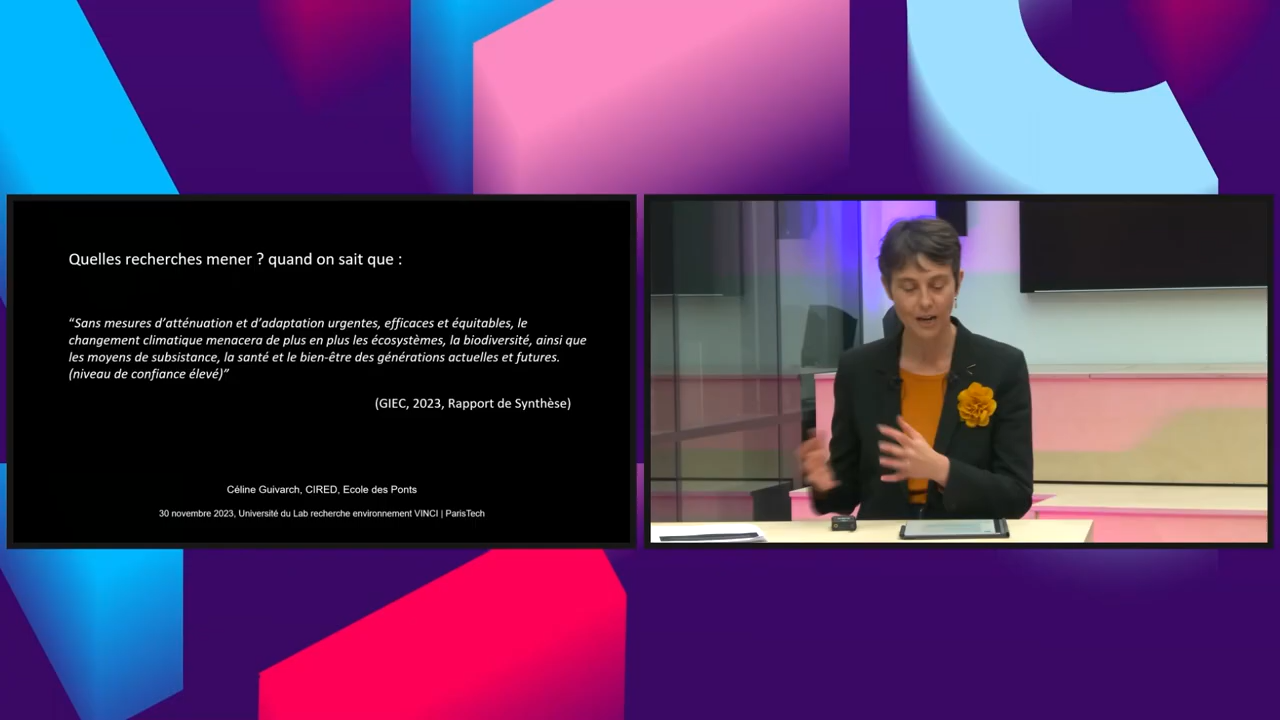 Quelles recherches mener ? quand on sait que :
“Sans mesures d’atténuation et d’adaptation urgentes, efficaces et équitables, le
changement climatique menacera de plus en plus les écosystèmes, la biodiversité, ainsi que
les moyens de subsistance, la santé et le bien-être des générations actuelles et futures.
(niveau de confiance élevé)”
(GIEC, 2023, Rapport de Synthèse)
Céline Guivarch, CIRED, Ecole des Ponts
30 novembre 2023, Université du Lab recherche environnement VINCI | ParisTech